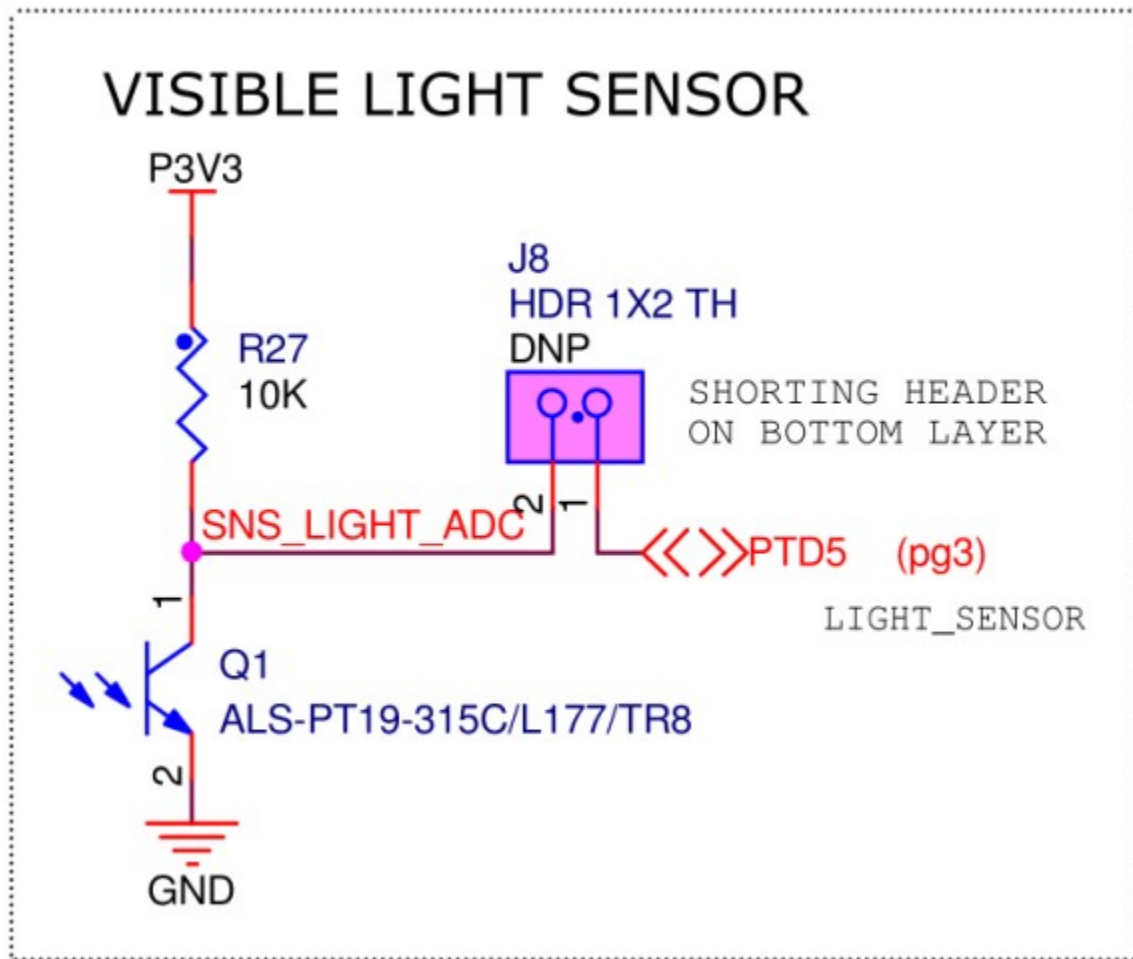 VISIBLE LIGHT SENSOR
P3V3
J8
HDR 1X2 TH
DNP
R27
10K
SHORTING HEADER
ON BOTTOM LAYER
2 1
SNS_LIGHT_ADC
PTD5 (pg3)
LIGHT_SENSOR
1
Q1
ALS-PT19-315C/L177/TR8
2
GND